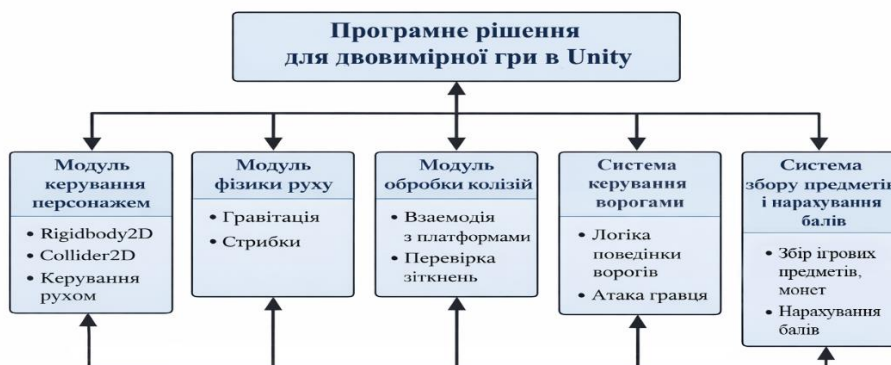 Програмне рішення
для двовимірної гри в Unity
Модуль
керування
персонажем
• Rigidbody2D
• Collider2D
• Керування
рухом
Модуль
фізики руху
• Гравітація
• Стрибки
Модуль
обробки колізій
• Взаемодія
з платформами
• Перевірка
зіткнень
Система
керування
ворогами
• Логіка
поведінки
ворогів
• Атака гравця
Система
збору предметів
і нарахування
балів
• Збір ігрових
предметів,
монет
• Нарахування
балів